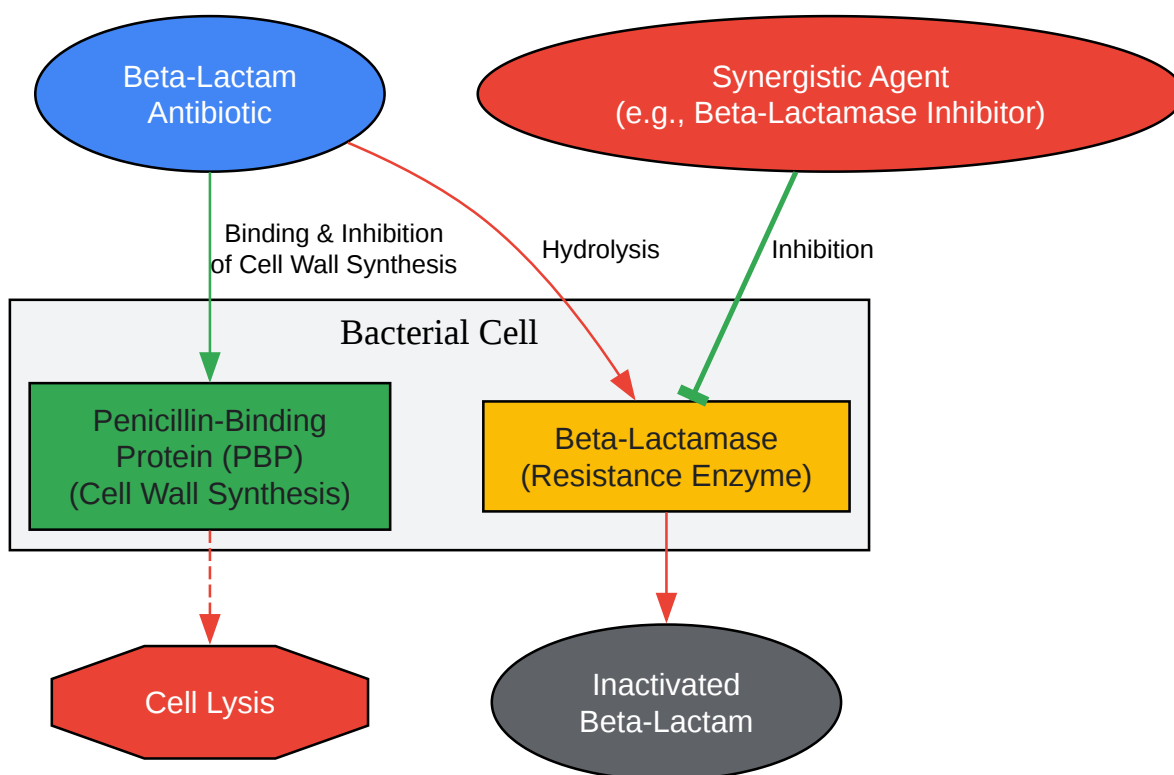 Beta-Lactam
Antibiotic
Synergistic Agent
(e.g., Beta-Lactamase Inhibitor)
Binding & Inhibition
of Cell Wall Synthesis
Hydrolysis
Inhibition
Bacterial Cell
Penicillin-Binding
Protein (PBP)
(Cell Wall Synthesis)
Beta-Lactamase
(Resistance Enzyme)
Cell Lysis
Inactivated
Beta-Lactam